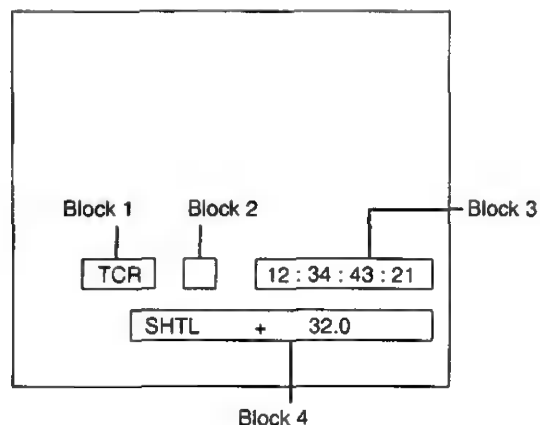 Block 1 Block 2
Block 3
TCR 12 : 34 : 43 : 21
SHTL + 32.0
Block 4